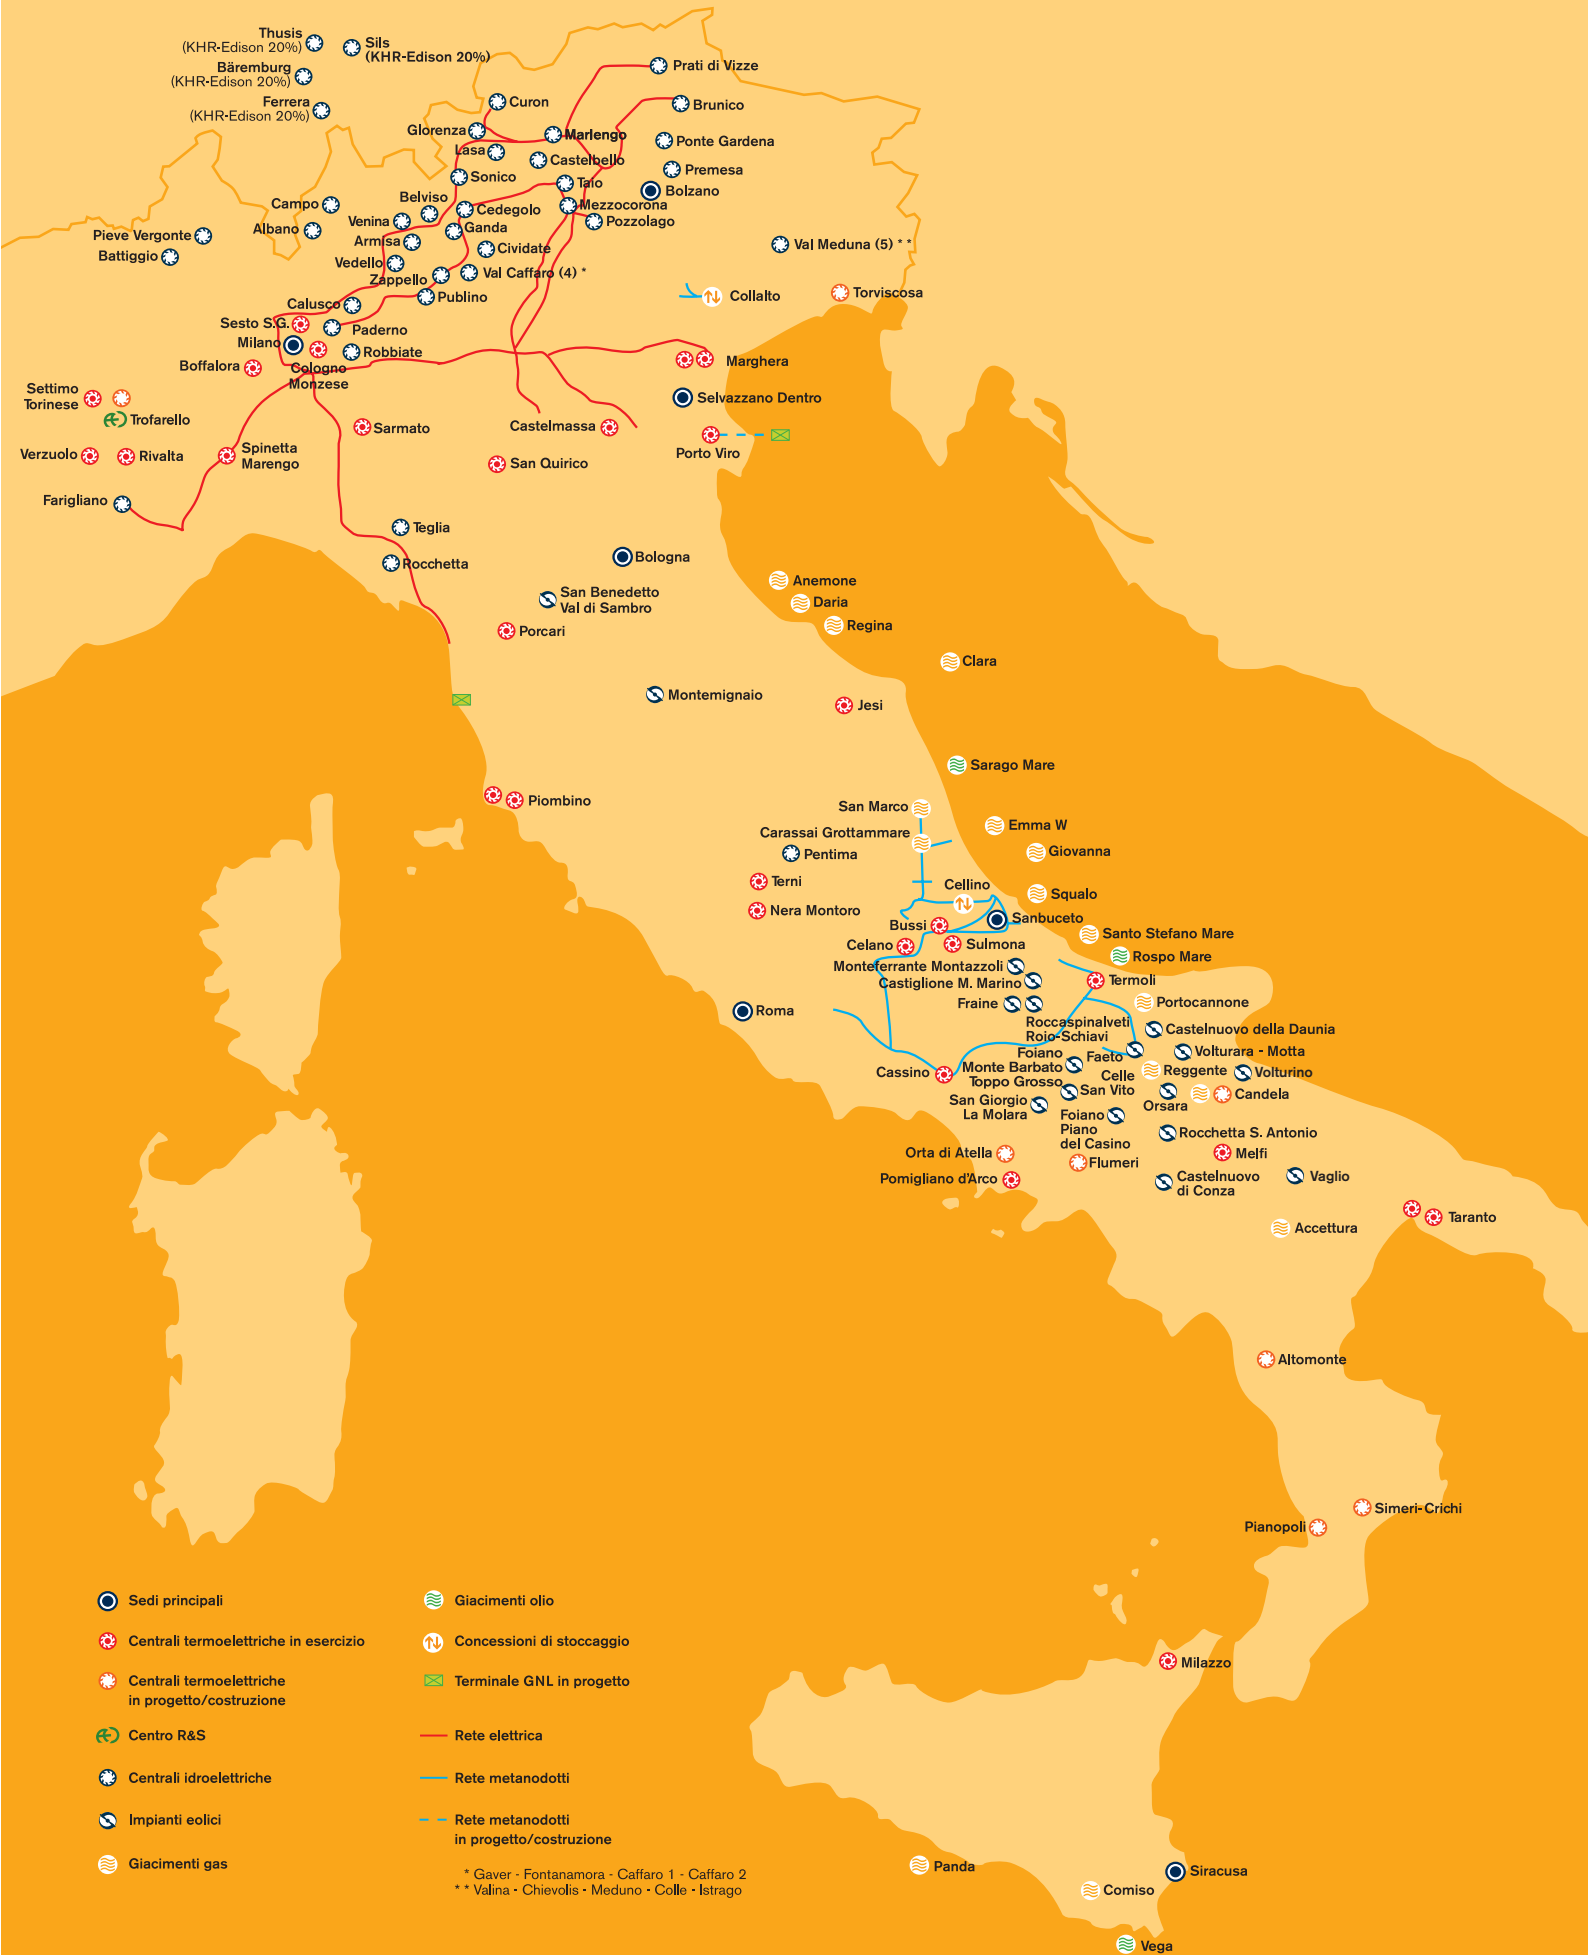 Thusis
(KHR-Edison 20%)
Sils
(KHR-Edison 20%)
Bäremburg
(KHR-Edison 20%)
Ferrera
(KHR-Edison 20%)
Prati di Vizze
Curon
Brunico
Glorenza
Marlengo
Ponte Gardena
Lasa
Castelbello
Premesa
Sonico
Taio
Bolzano
Belviso
Campo
Cedegolo
Mezzocorona
Venina
Pozzolago
Albano
Ganda
Pieve Vergonte
Armisa
Cividate
Val Meduna (5) * *
Battiggio
Vedello
Zappello
Val Caffaro (4) *
Publino
Collalto
Torviscosa
Calusco
Sesto S.G.
Paderno
Milano
Robbiate
Boffalora
Cologno
Monzese
Marghera
Settimo
Torinese
Selvazzano Dentro
Trofarello
Sarmato
Castelmassa
Porto Viro
Verzuolo
Rivalta
Spinetta
Marengo
San Quirico
Farigliano
Teglia
Bologna
Rocchetta
Anemone
San Benedetto
Val di Sambro
Daria
Porcari
Regina
Clara
Montemignaio
Jesi
Sarago Mare
Piombino
San Marco
Emma W
Carassai Grottammare
Giovanna
Pentima
Terni
Cellino
Squalo
Nera Montoro
Bussi
Sanbuceto
Santo Stefano Mare
Celano
Sulmona
Rospo Mare
Monteferrante Montazzoli
Castiglione M. Marino
Termoli
Fraine
Portocannone
Roma
Roccaspinalveti
Roio-Schiavi
Castelnuovo della Daunia
Foiano
Monte Barbato
Toppo Grosso
Faeto
Volturara - Motta
Cassino
Celle
San Vito
Reggente
Volturino
San Giorgio
La Molara
Orsara
Candela
Foiano
Piano
del Casino
Rocchetta S. Antonio
Orta di Atella
Flumeri
Melfi
Pomigliano d'Arco
Castelnuovo
di Conza
Vaglio
Taranto
Accettura
Altomonte
Simeri-Crichi
Pianopoli
Milazzo
Panda
Siracusa
Comiso
Vega
Sedi principali
Centrali termoelettriche in esercizio
Centrali termoelettriche
in progetto/costruzione
Centro R&S
Centrali idroelettriche
Impianti eolici
Giacimenti gas
Giacimenti olio
Concessioni di stoccaggio
Terminale GNL in progetto
Rete elettrica
Rete metanodotti
Rete metanodotti
in progetto/costruzione
* Gaver - Fontanamora - Caffaro 1 - Caffaro 2
* * Valina - Chievolis - Meduno - Colle - Istrago